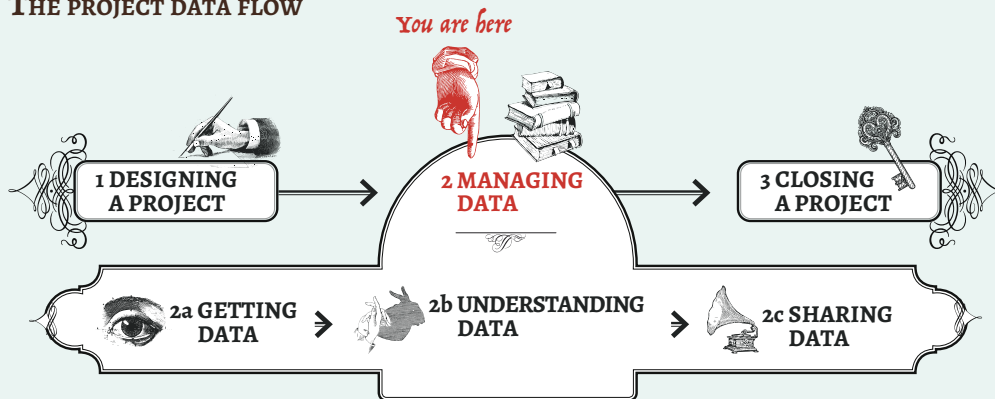 THE PROJECT DATA FLOW
You are here
1 DESIGNING
A PROJECT
2 MANAGING
DATA
3 CLOSING
A PROJECT
2a GETTING
DATA
2b UNDERSTANDING
DATA
2c SHARING
DATA